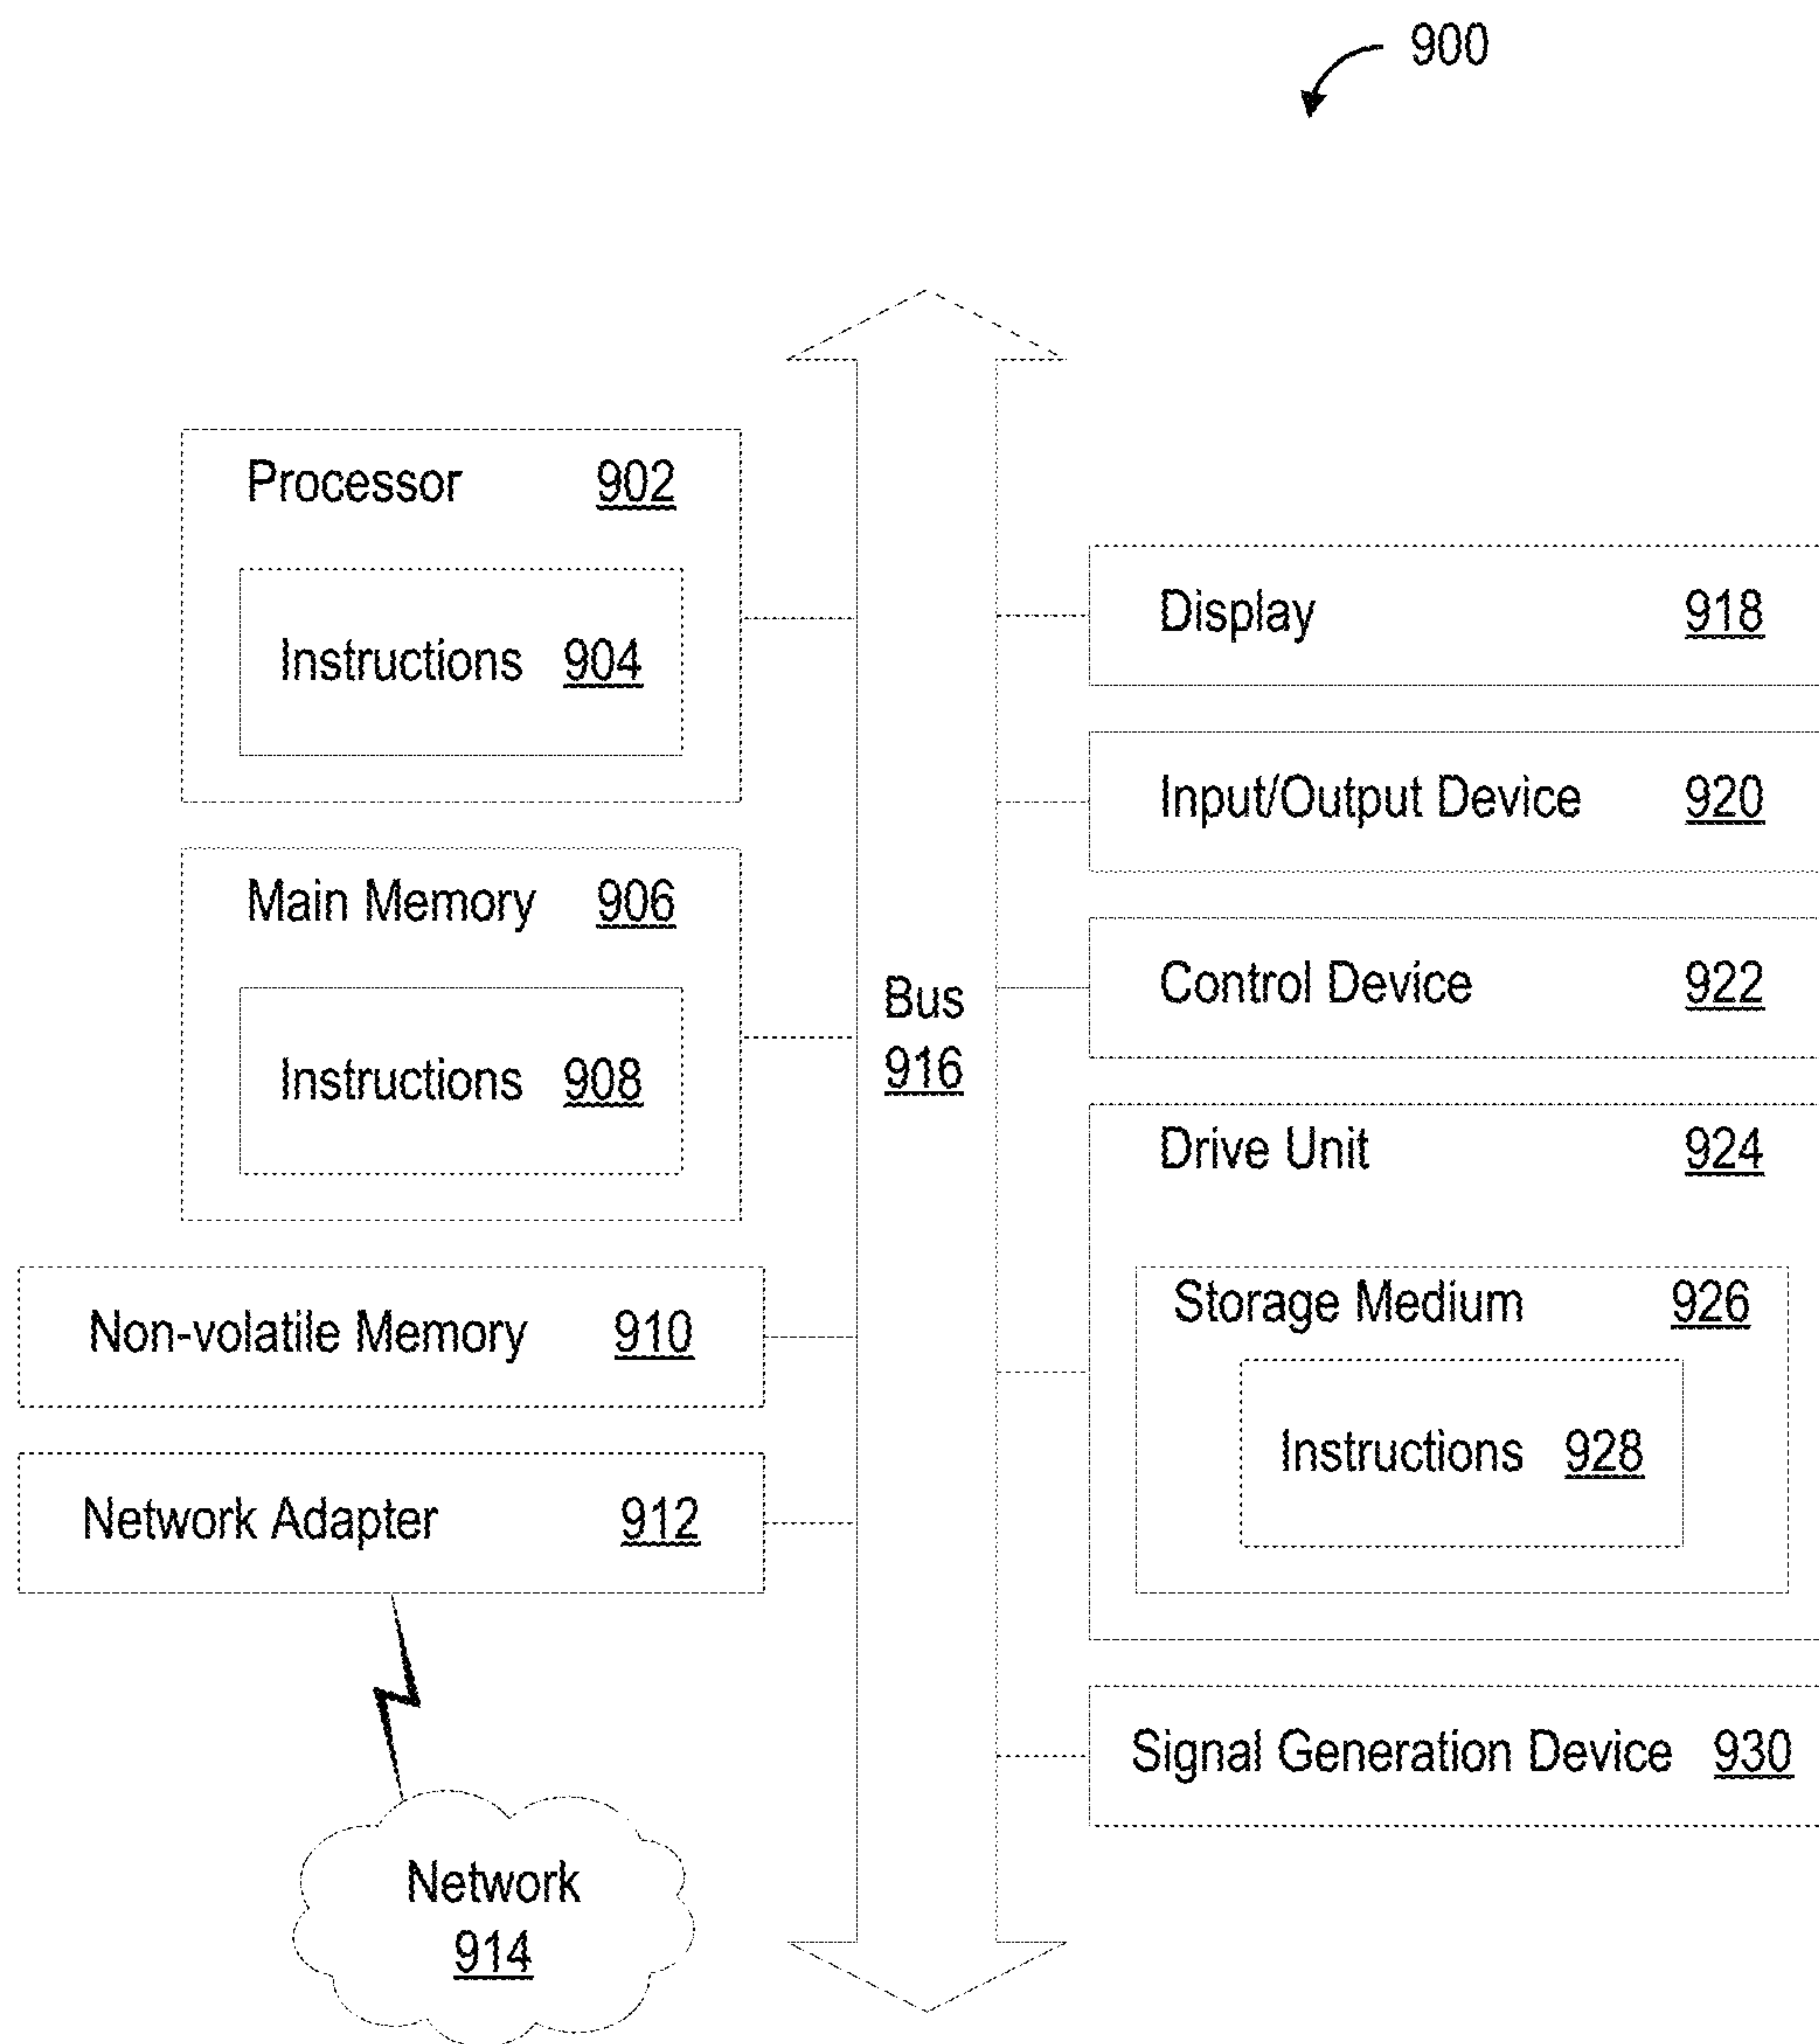 900
Processor 902
Instructions 904
Main Memory 906
Instructions 908
Non-volatile Memory 910
Network Adapter 912
Network
914
Bus
916
Display 918
Input/Output Device 920
Control Device 922
Drive Unit 924
Storage Medium 926
Instructions 928
Signal Generation Device 930